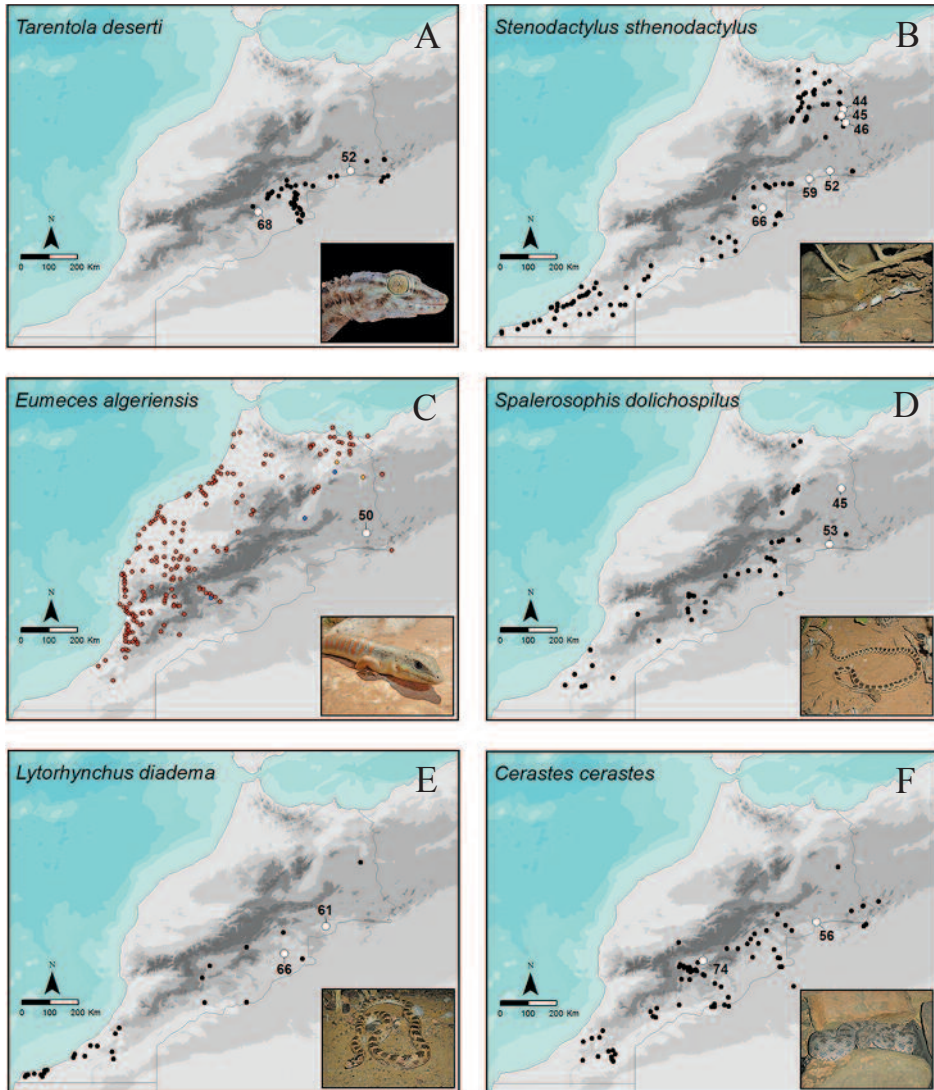 Tarentola deserti
A
52
68
N
0 100 200 Km
Stenodactylus sthenodactylus
B
44
45
46
52
59
66
N
0 100 200 Km
Eumeces algeriensis
C
50
N
0 100 200 Km
Spalerosophis dolichospilus
D
45
53
N
0 100 200 Km
Lytorhynchus diadema
E
61
66
N
0 100 200 Km
Cerastes cerastes
F
56
74
N
0 100 200 Km